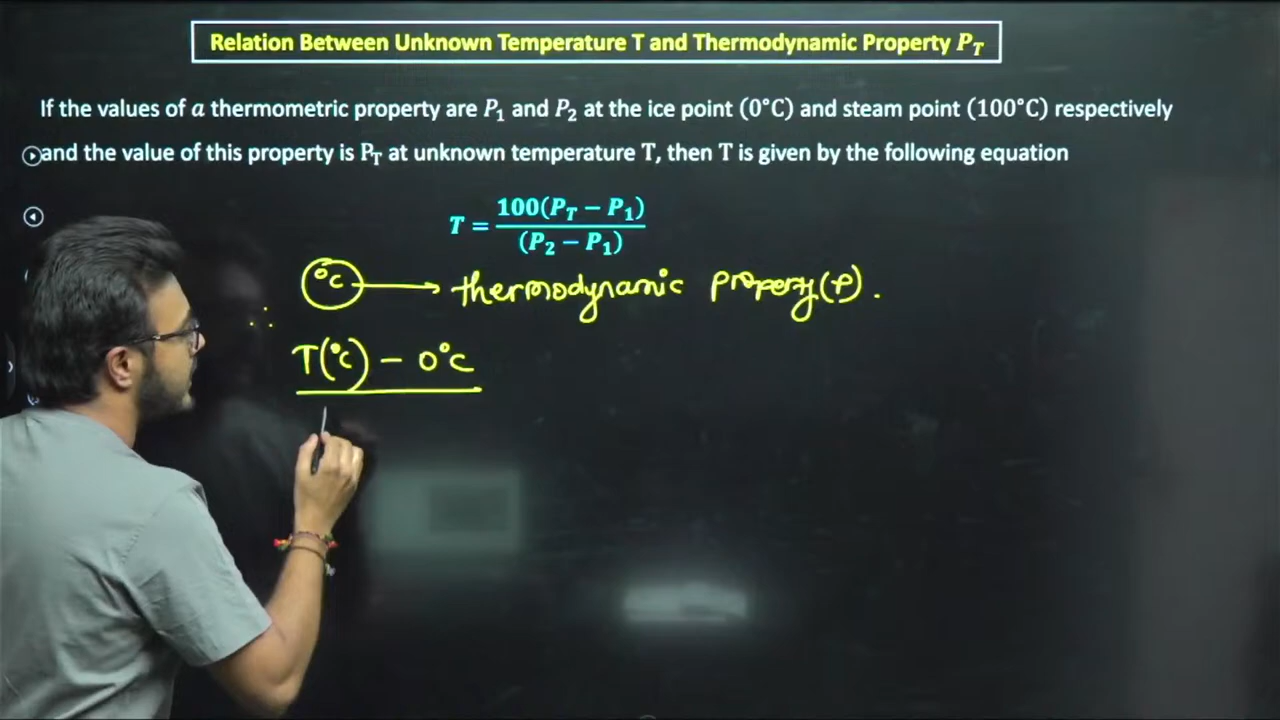 Relation Between Unknown Temperature T and Thermodynamic Property P_T
If the values of a thermometric property are P₁ and P₂ at the ice point (0°C) and steam point (100°C) respectively
and the value of this property is P_T at unknown temperature T, then T is given by the following equation
T = 100(P_T − P₁) / (P₂ − P₁)
°C → thermodynamic property (P).
∴ T(°C) − 0°C